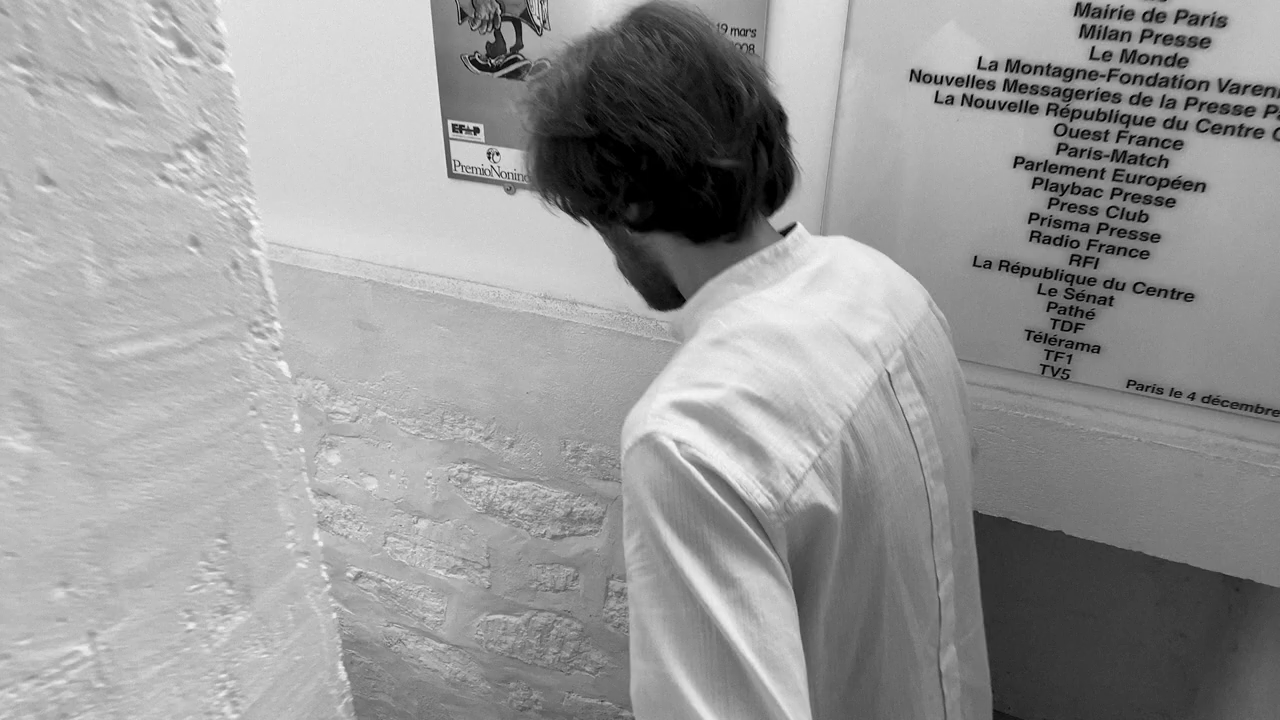 19 mars
2008
EFAP
PremioNonino
Mairie de Paris
Milan Presse
Le Monde
La Montagne-Fondation
Nouvelles Messageries de la Presse
La Nouvelle République du Centre
Ouest France
Paris-Match
Parlement Européen
Playbac Presse
Press Club
Prisma Presse
Radio France
RFI
La République du Centre
Le Sénat
Pathé
TDF
Télérama
TF1
TV5
Paris le 4 décembre